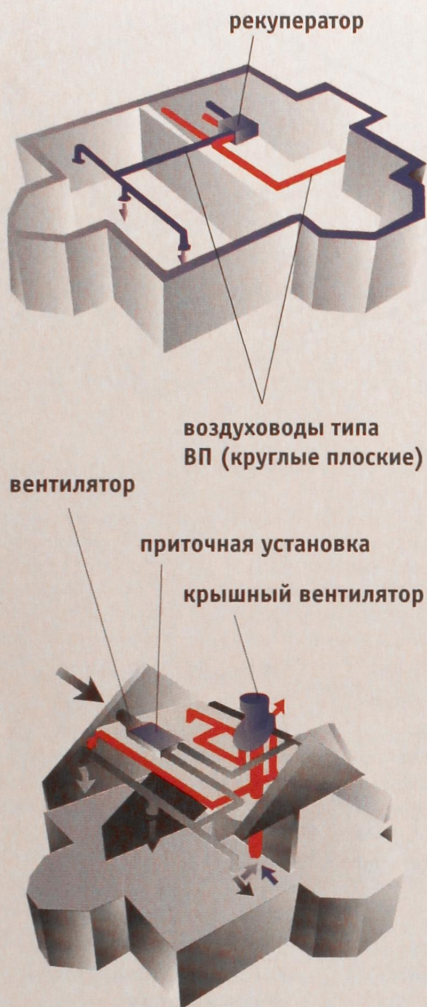 рекуператор
воздуховоды типа
ВП (круглые плоские)
вентилятор
приточная установка
крышный вентилятор